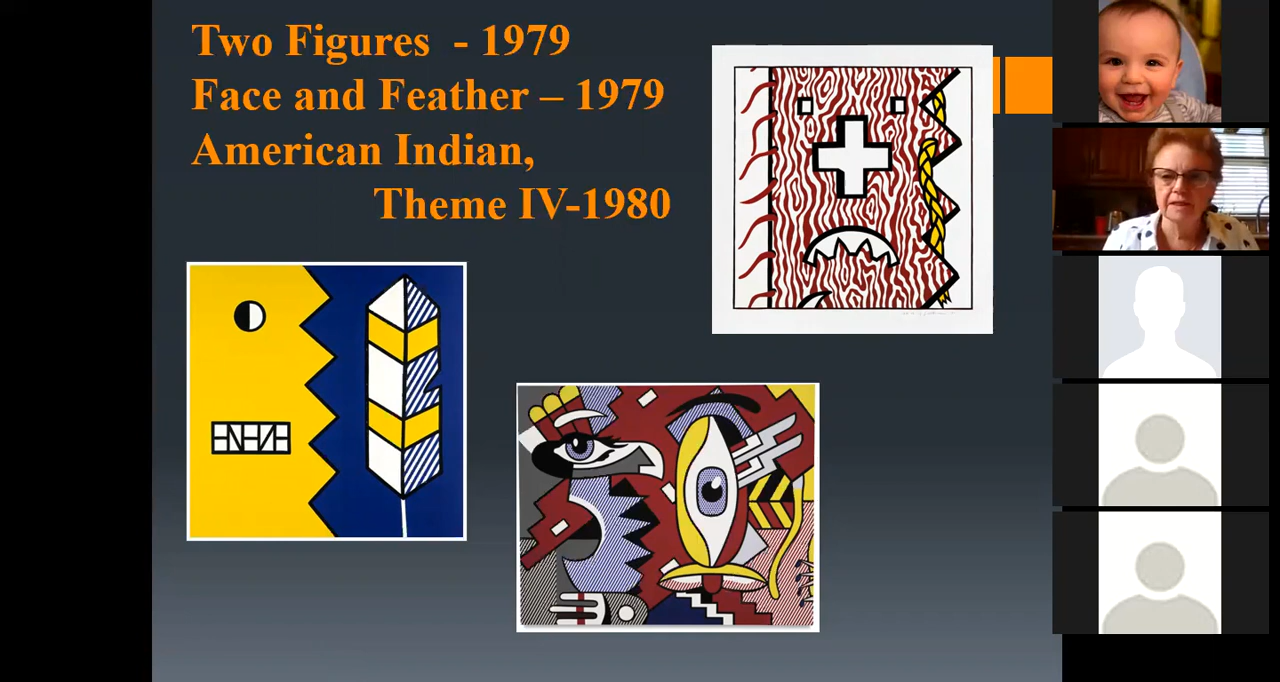 Two Figures - 1979
Face and Feather – 1979
American Indian,
Theme IV-1980